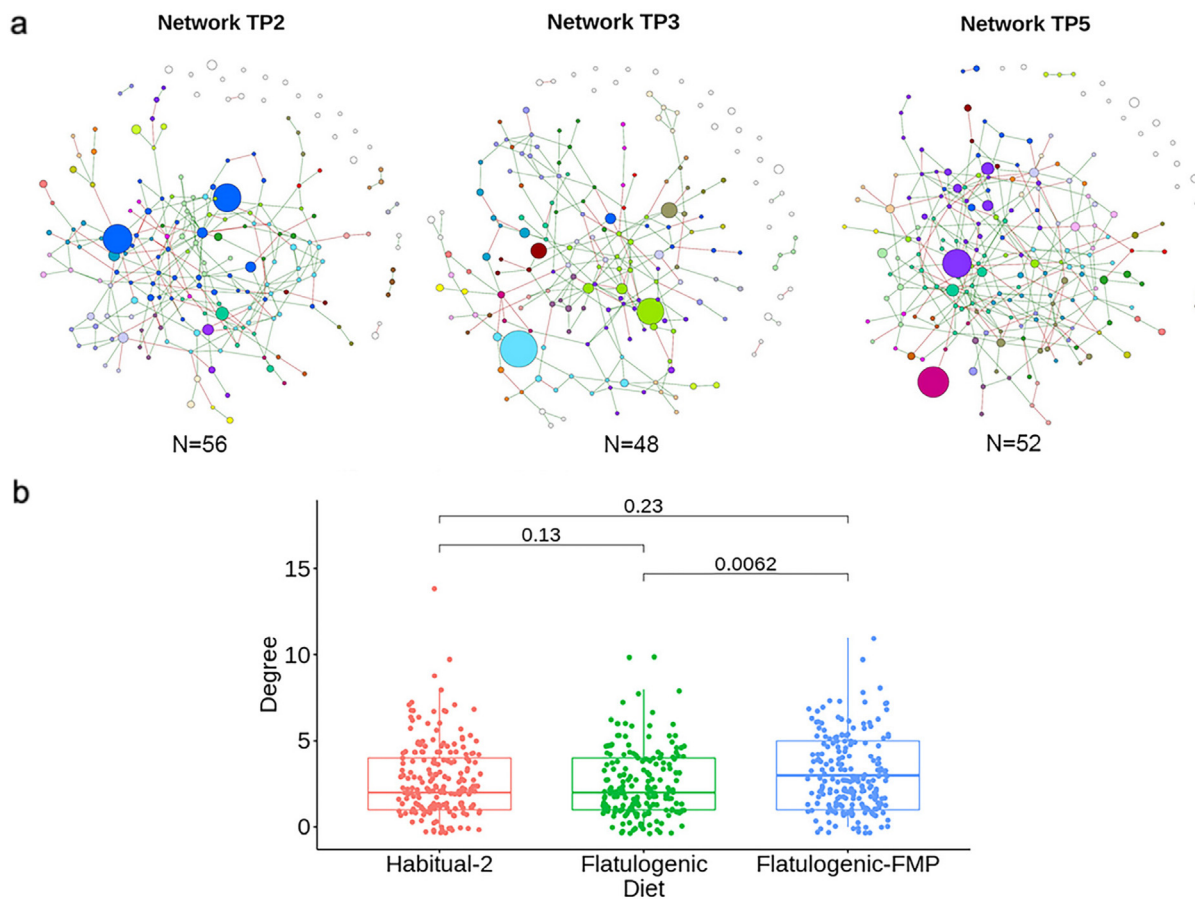 a
Network TP2 Network TP3 Network TP5
N=56 N=48 N=52
b
0.23
0.13
0.0062
15
10
5
0
Degree
Habitual-2 Flatulogenic Flatulogenic-FMP
Diet